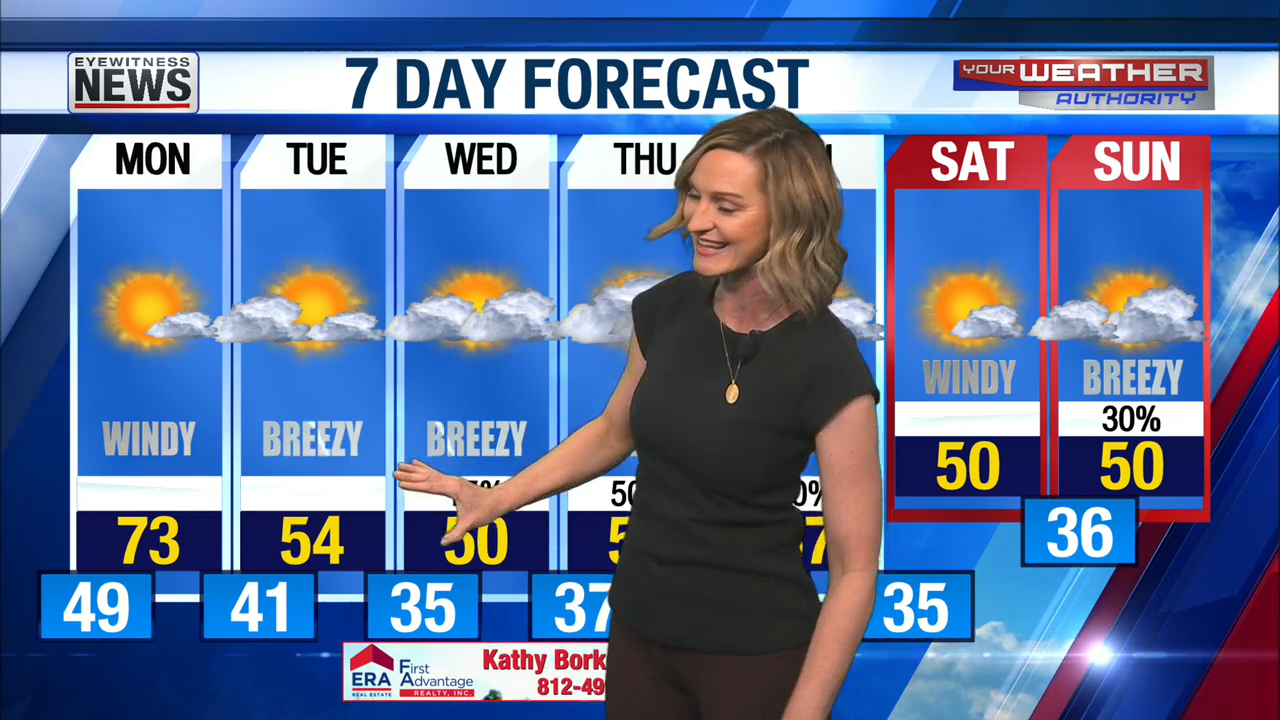 EYEWITNESS
NEWS
7 DAY FORECAST
YOUR WEATHER
AUTHORITY
MON
TUE
WED
THU
SAT
SUN
WINDY
BREEZY
BREEZY
WINDY
BREEZY
30%
73
54
50
50
50
49
41
35
37
35
36
ERA
REAL ESTATE
First
Advantage
REALTY, INC.
Kathy Bork
812-49